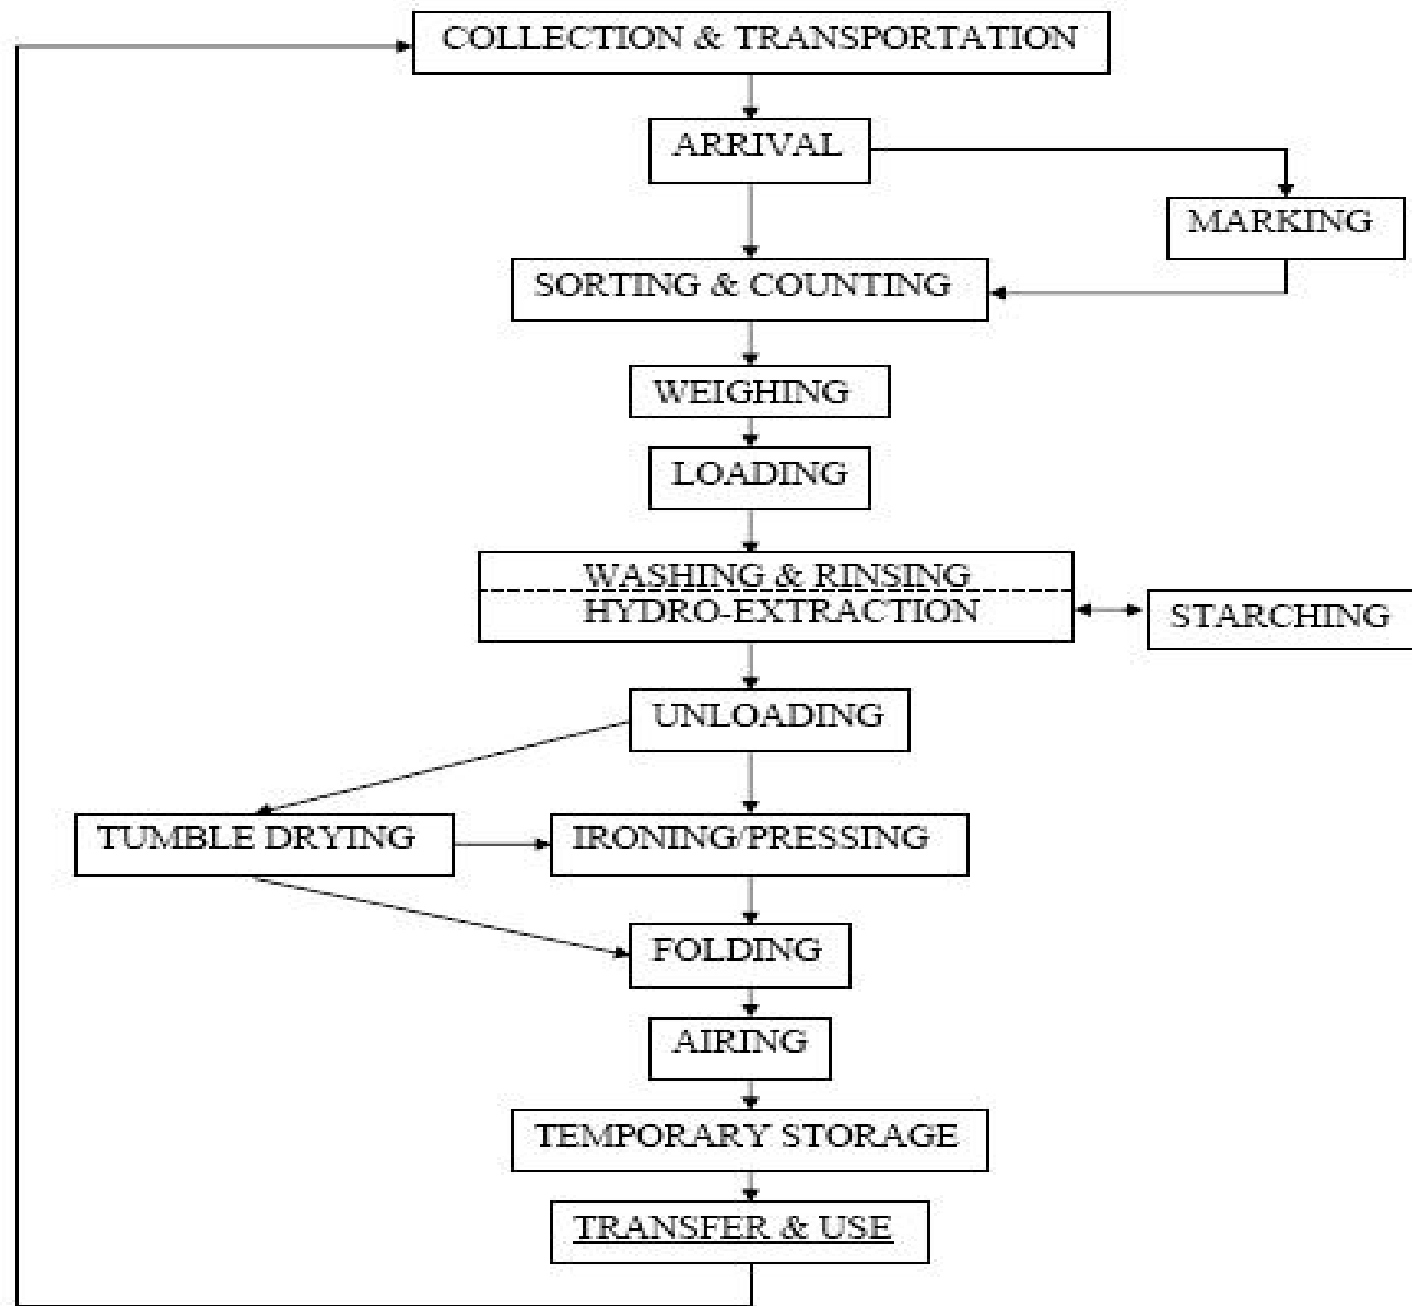 COLLECTION & TRANSPORTATION
ARRIVAL
MARKING
SORTING & COUNTING
WEIGHING
LOADING
WASHING & RINSING
HYDRO-EXTRACTION
STARCHING
UNLOADING
TUMBLE DRYING
IRONING/PRESSING
FOLDING
AIRING
TEMPORARY STORAGE
TRANSFER & USE